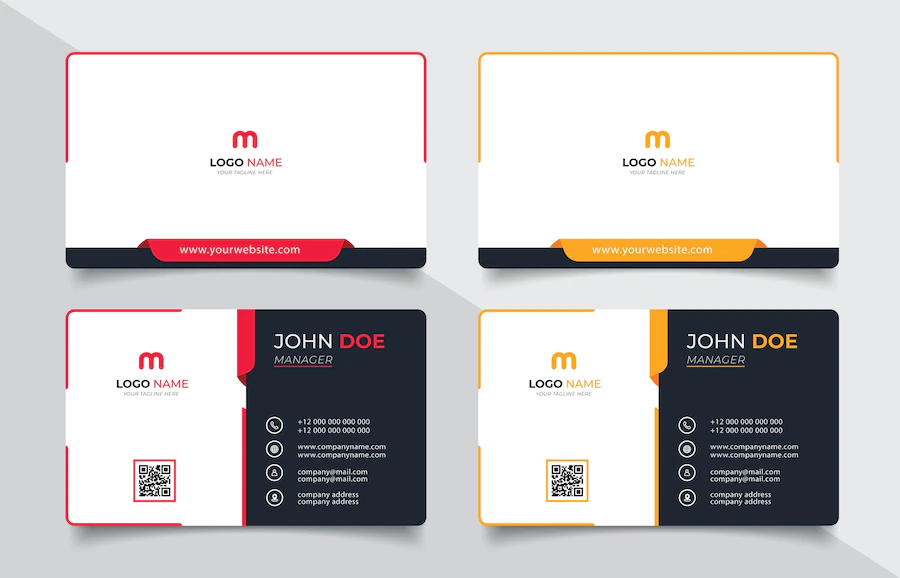 m
LOGO NAME
YOUR TAGLINE HERE
www.yourwebsite.com
m
LOGO NAME
YOUR TAGLINE HERE
www.yourwebsite.com
m
LOGO NAME
YOUR TAGLINE HERE
JOHN DOE
MANAGER
+12 000 000 000 000
+12 000 000 000 000
www.companyname.com
www.companyname.com
company@mail.com
company@mail.com
company address
company address
m
LOGO NAME
YOUR TAGLINE HERE
JOHN DOE
MANAGER
+12 000 000 000 000
+12 000 000 000 000
www.companyname.com
www.companyname.com
company@mail.com
company@mail.com
company address
company address